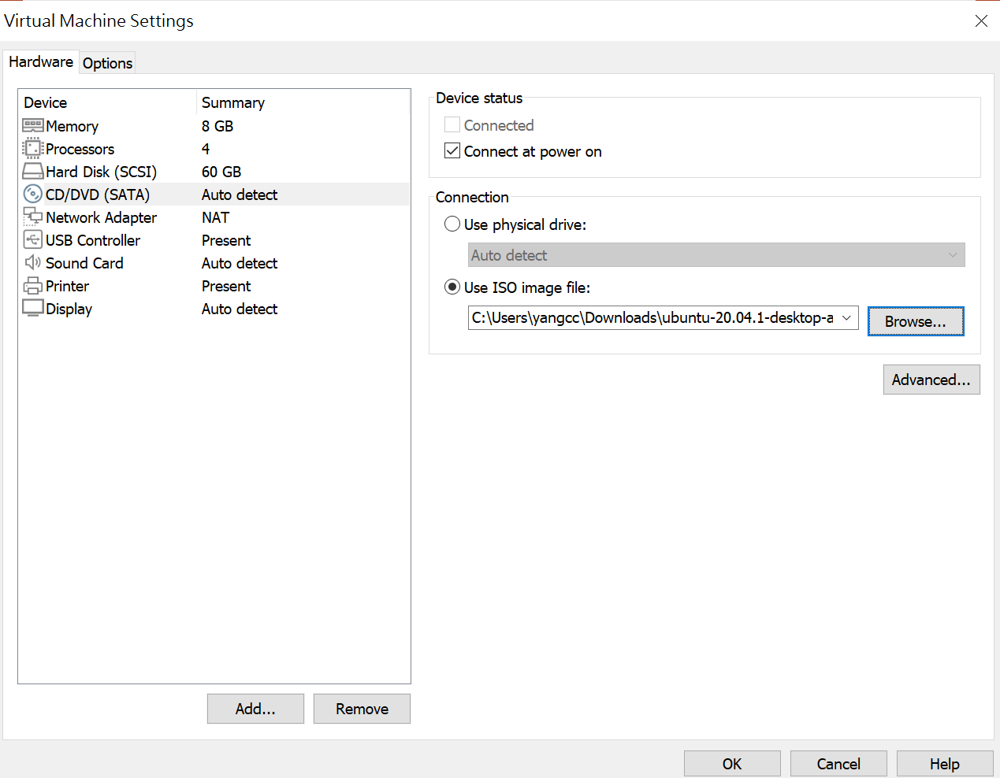 Virtual Machine Settings
Hardware Options
Device Summary
Memory 8 GB
Processors 4
Hard Disk (SCSI) 60 GB
CD/DVD (SATA) Auto detect
Network Adapter NAT
USB Controller Present
Sound Card Auto detect
Printer Present
Display Auto detect
Add... Remove
Device status
Connected
Connect at power on
Connection
Use physical drive:
Auto detect
Use ISO image file:
C:\Users\yangcc\Downloads\ubuntu-20.04.1-desktop-a Browse...
Advanced...
OK Cancel Help